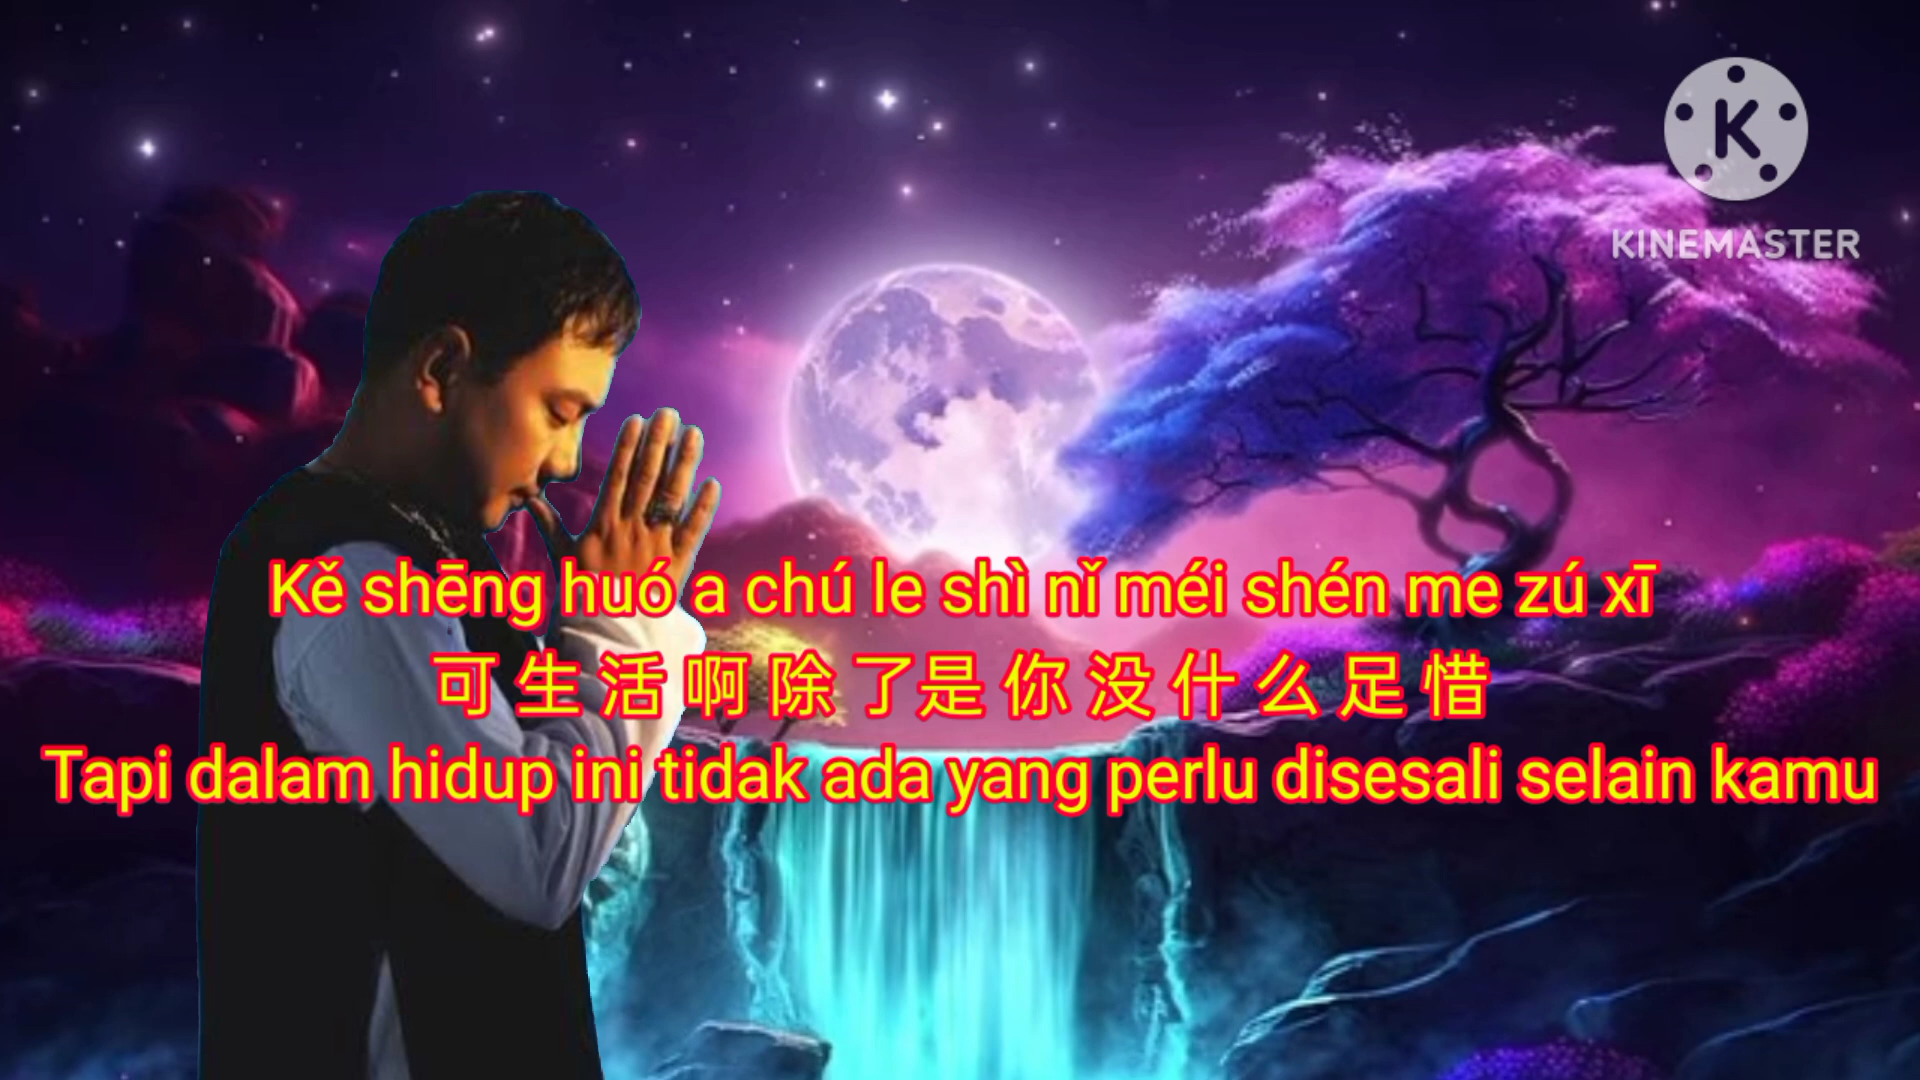 K
KINEMASTER
Kě shēng huó a chú le shì nǐ méi shén me zú xī
可 生 活 啊 除 了是 你 没 什 么 足 惜
Tapi dalam hidup ini tidak ada yang perlu disesali selain kamu